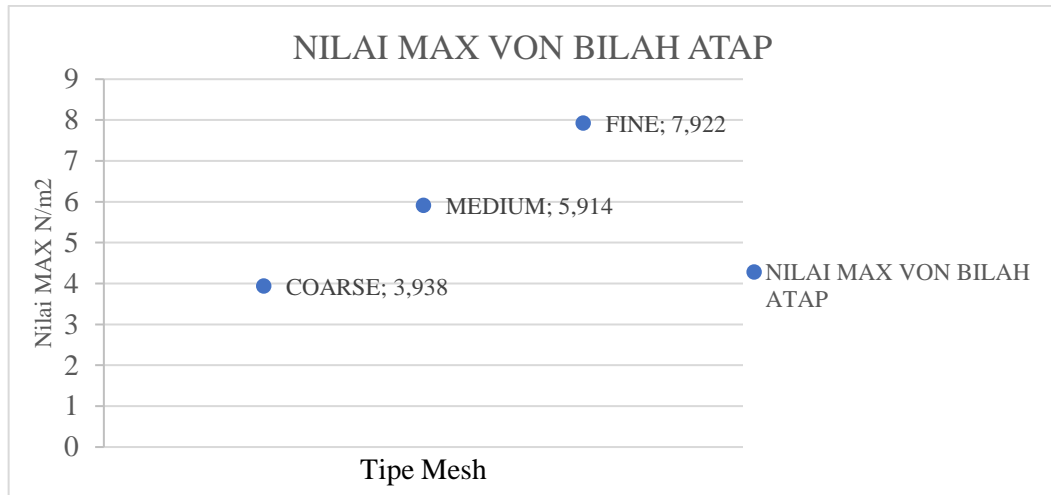 NILAI MAX VON BILAH ATAP
Nilai MAX N/m2
9
8
7
6
5
4
3
2
1
0
FINE; 7,922
MEDIUM; 5,914
COARSE; 3,938
NILAI MAX VON BILAH
ATAP
Tipe Mesh